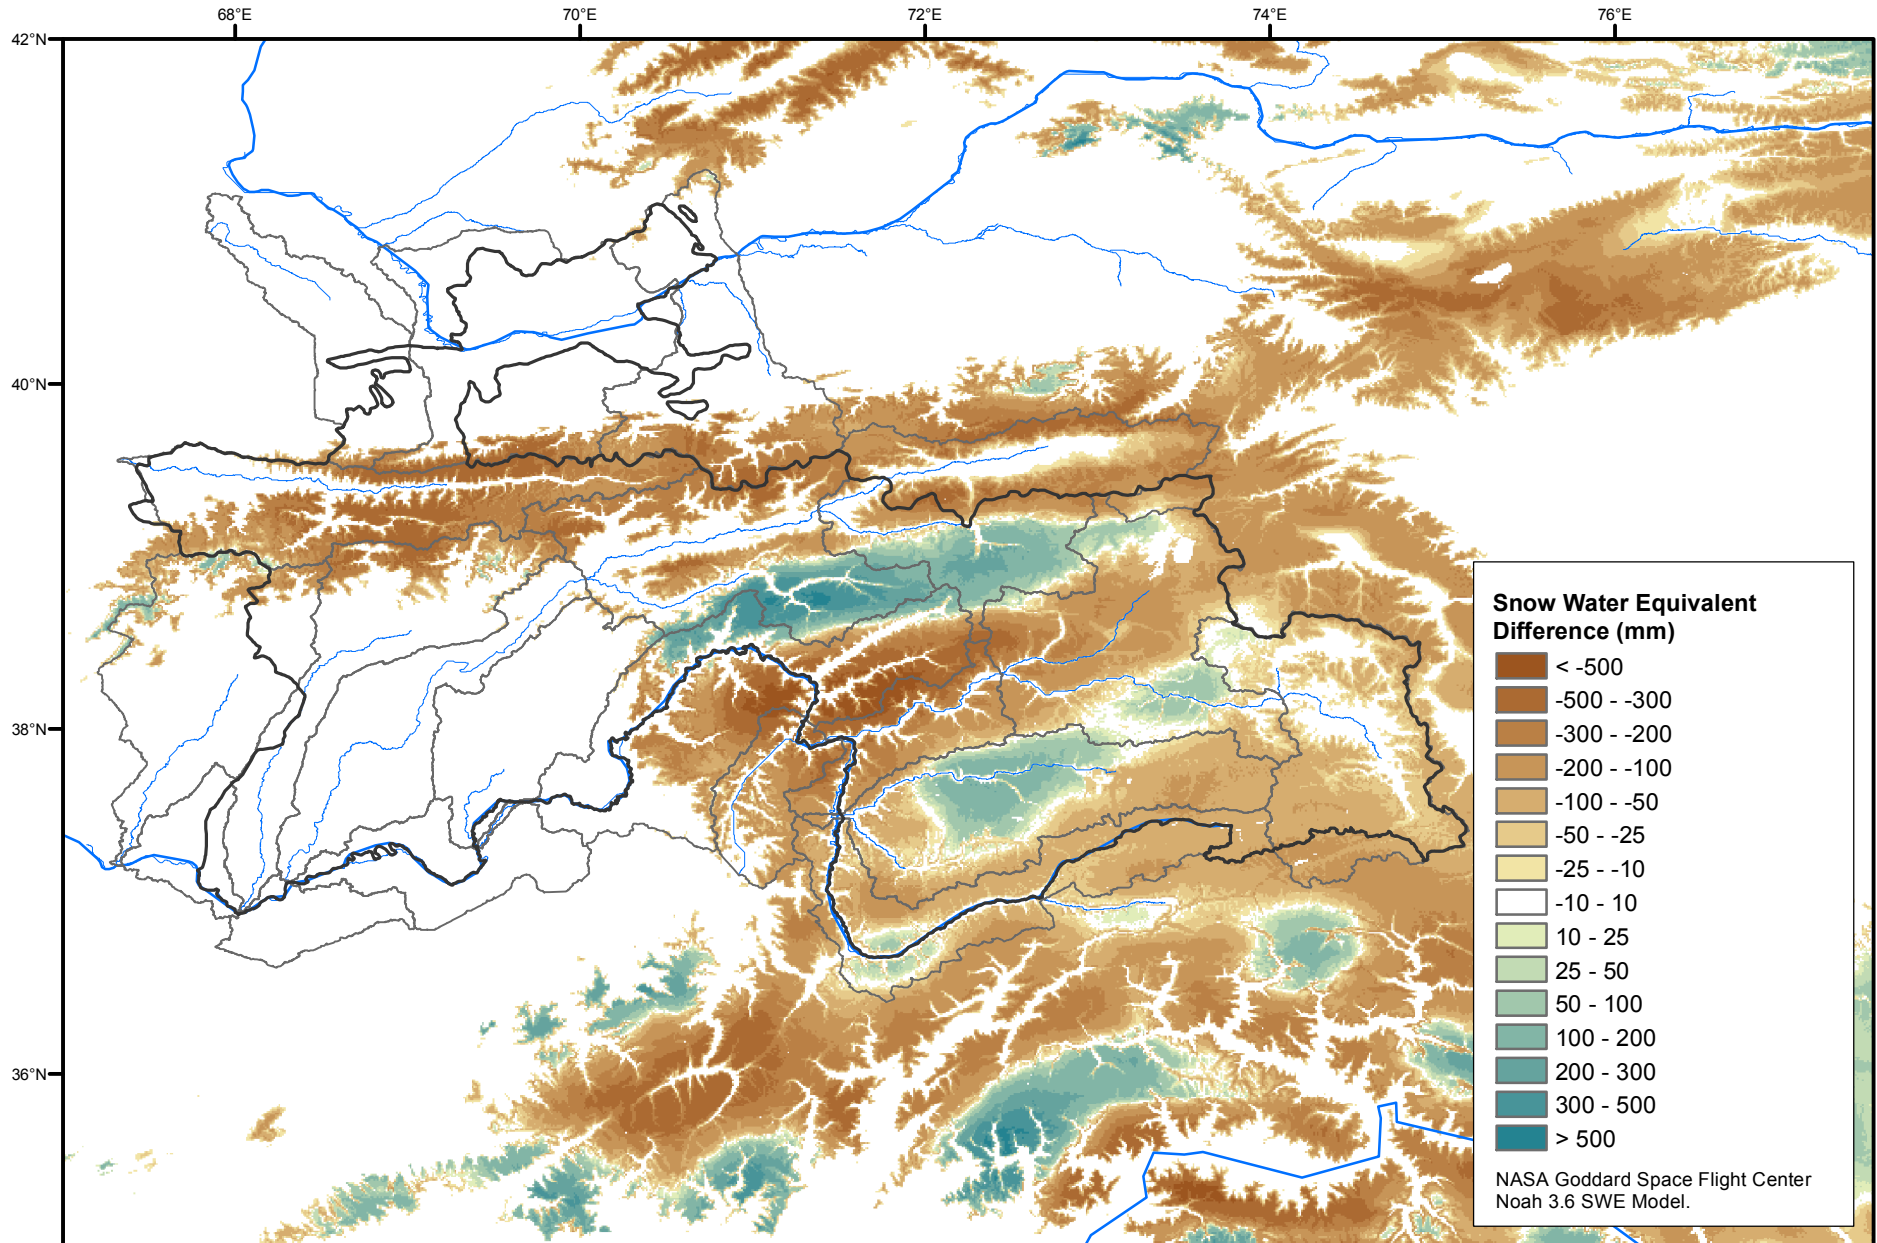 68°E
70°E
72°E
74°E
76°E
42°N
40°N
38°N
36°N
Snow Water Equivalent
Difference (mm)
< -500
-500 - -300
-300 - -200
-200 - -100
-100 - -50
-50 - -25
-25 - -10
-10 - 10
10 - 25
25 - 50
50 - 100
100 - 200
200 - 300
300 - 500
> 500
NASA Goddard Space Flight Center
Noah 3.6 SWE Model.